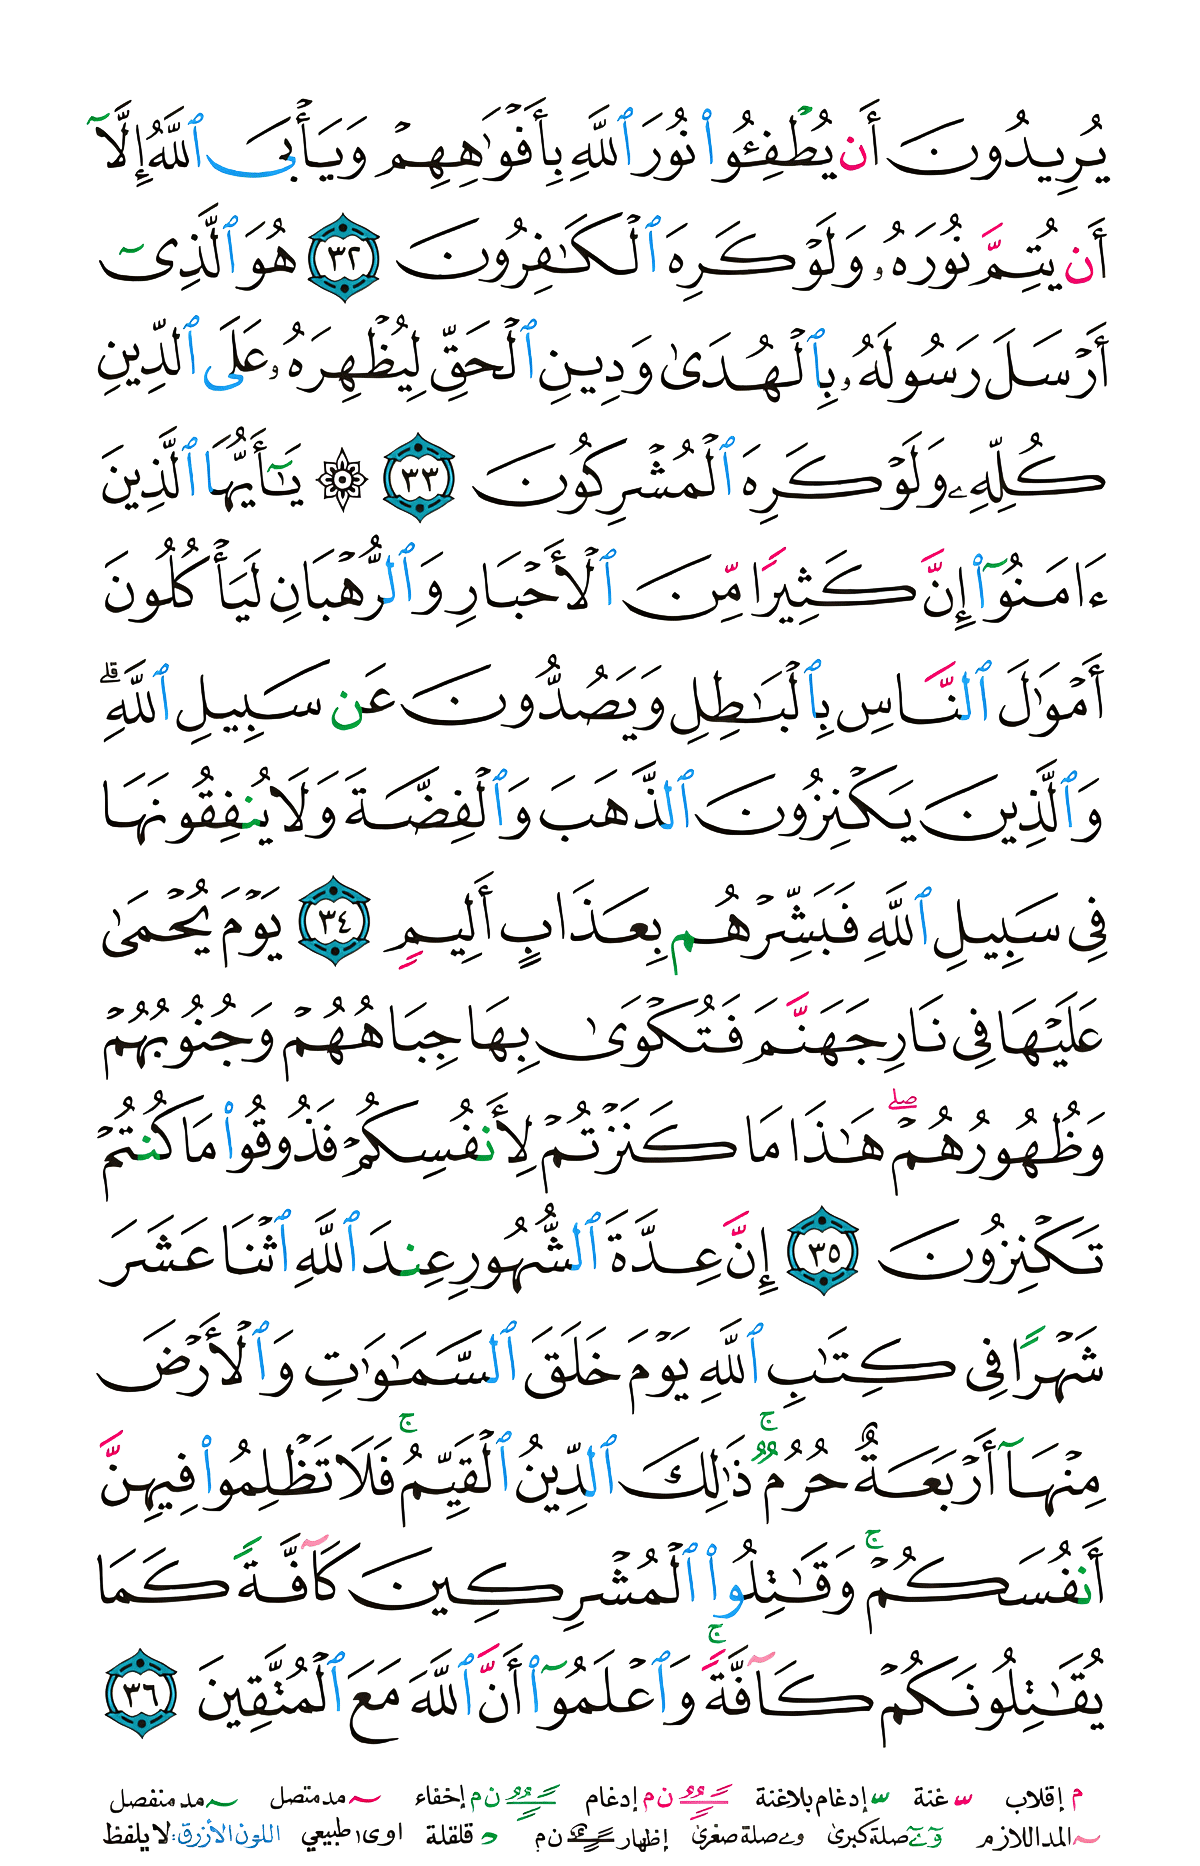 يُرِيدُونَ أَن يُطْفِـُٔوا۟ نُورَ ٱللَّهِ بِأَفْوَٰهِهِمْ وَيَأْبَى ٱللَّهُ إِلَّآ
أَن يُتِمَّ نُورَهُۥ وَلَوْ كَرِهَ ٱلْكَـٰفِرُونَ ٣٢ هُوَ ٱلَّذِىٓ
أَرْسَلَ رَسُولَهُۥ بِٱلْهُدَىٰ وَدِينِ ٱلْحَقِّ لِيُظْهِرَهُۥ عَلَى ٱلدِّينِ
كُلِّهِۦ وَلَوْ كَرِهَ ٱلْمُشْرِكُونَ ٣٣ ۞ يَـٰٓأَيُّهَا ٱلَّذِينَ
ءَامَنُوٓا۟ إِنَّ كَثِيرًا مِّنَ ٱلْأَحْبَارِ وَٱلرُّهْبَانِ لَيَأْكُلُونَ
أَمْوَٰلَ ٱلنَّاسِ بِٱلْبَـٰطِلِ وَيَصُدُّونَ عَن سَبِيلِ ٱللَّهِ ۗ
وَٱلَّذِينَ يَكْنِزُونَ ٱلذَّهَبَ وَٱلْفِضَّةَ وَلَا يُنفِقُونَهَا
فِى سَبِيلِ ٱللَّهِ فَبَشِّرْهُم بِعَذَابٍ أَلِيمٍ ٣٤ يَوْمَ يُحْمَىٰ
عَلَيْهَا فِى نَارِ جَهَنَّمَ فَتُكْوَىٰ بِهَا جِبَاهُهُمْ وَجُنُوبُهُمْ
وَظُهُورُهُمْ ۖ هَـٰذَا مَا كَنَزْتُمْ لِأَنفُسِكُمْ فَذُوقُوا۟ مَا كُنتُمْ
تَكْنِزُونَ ٣٥ إِنَّ عِدَّةَ ٱلشُّهُورِ عِندَ ٱللَّهِ ٱثْنَا عَشَرَ
شَهْرًا فِى كِتَـٰبِ ٱللَّهِ يَوْمَ خَلَقَ ٱلسَّمَـٰوَٰتِ وَٱلْأَرْضَ
مِنْهَآ أَرْبَعَةٌ حُرُمٌ ۚ ذَٰلِكَ ٱلدِّينُ ٱلْقَيِّمُ ۚ فَلَا تَظْلِمُوا۟ فِيهِنَّ
أَنفُسَكُمْ ۚ وَقَـٰتِلُوا۟ ٱلْمُشْرِكِينَ كَآفَّةً كَمَا
يُقَـٰتِلُونَكُمْ كَآفَّةً ۚ وَٱعْلَمُوٓا۟ أَنَّ ٱللَّهَ مَعَ ٱلْمُتَّقِينَ ٣٦
م إقلاب غنة إدغام بلاغنة ن م إدغام ن م إخفاء مد متصل مد منفصل
المد اللازم صلة كبرى و ے صلة صغرى إظهار ن م قلقلة ا و ى طبيعي اللون الأزرق: لا يلفظ